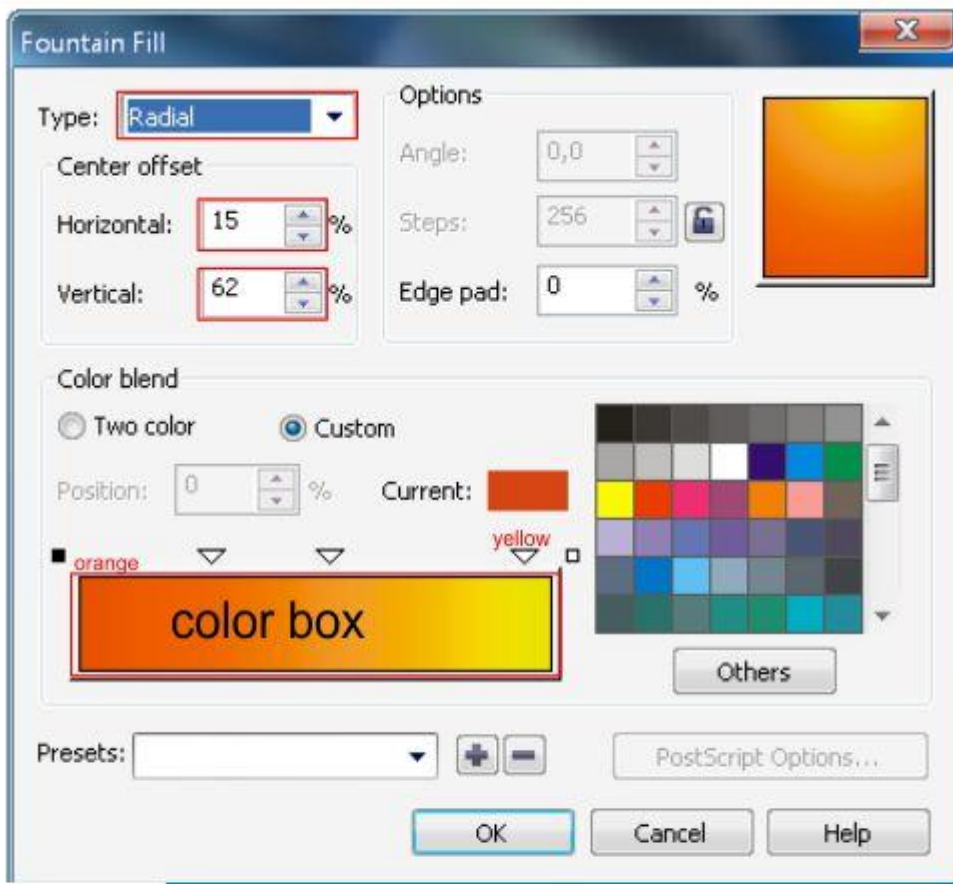 Fountain Fill
Type: Radial
Options
Angle: 0,0
Center offset
Horizontal: 15 %
Steps: 256
Vertical: 62 %
Edge pad: 0 %
Color blend
Two color
Custom
Position: 0 %
Current:
orange
yellow
color box
Others
Presets:
PostScript Options...
OK
Cancel
Help